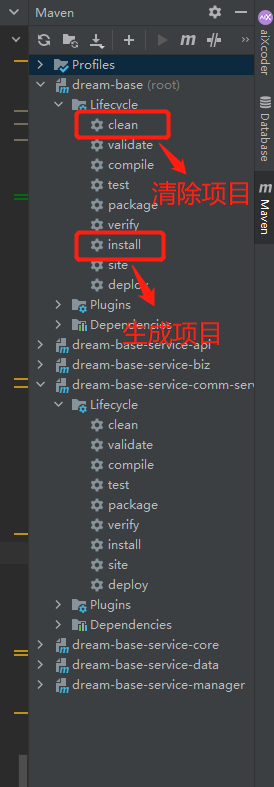 Maven
Profiles
dream-base (root)
Lifecycle
clean
validate
compile
test
清除项目
package
verify
install
site
deploy
生成项目
Plugins
Dependencies
dream-base-service-api
dream-base-service-biz
dream-base-service-comm-serv
Lifecycle
clean
validate
compile
test
package
verify
install
site
deploy
Plugins
Dependencies
dream-base-service-core
dream-base-service-data
dream-base-service-manager
aiXcoder
Database
Maven